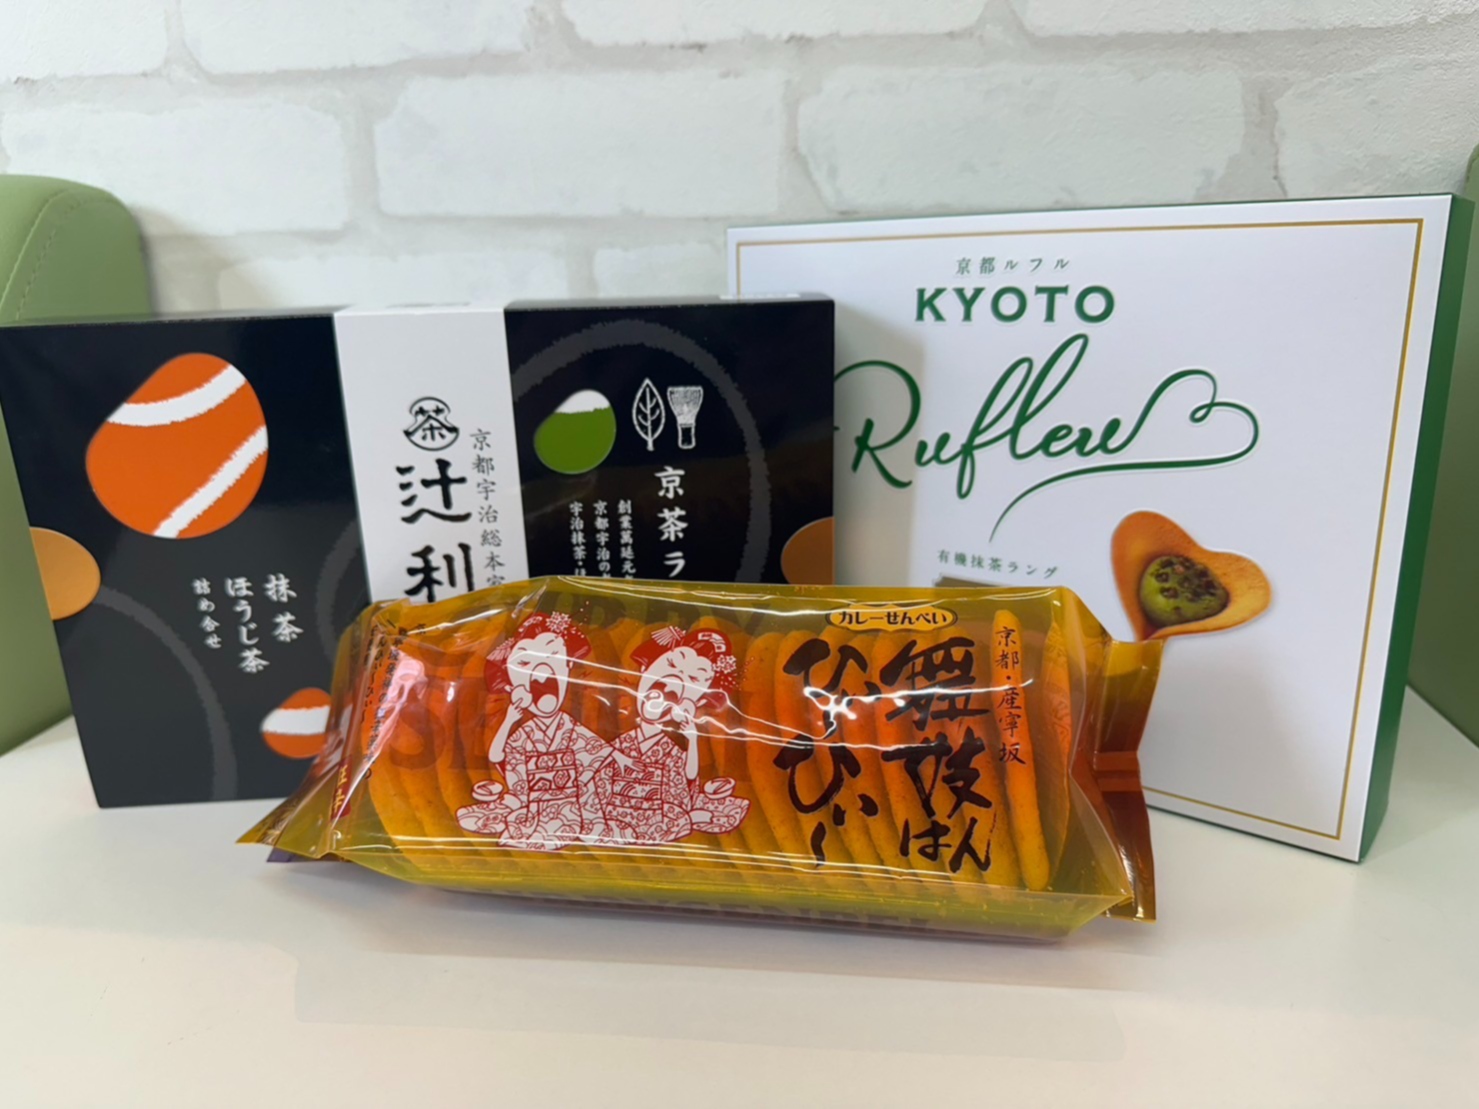 抹茶
ほうじ茶
詰め合せ
茶
京都宇治総本家
辻利
京茶ラ
創業萬延元
京都宇治の
宇治抹茶・ほ
京都ルフル
KYOTO
Rufleu
有機抹茶ラング
カレーせんべい
京都・産寧坂
舞妓はん
ひぃ〜
ひぃ〜